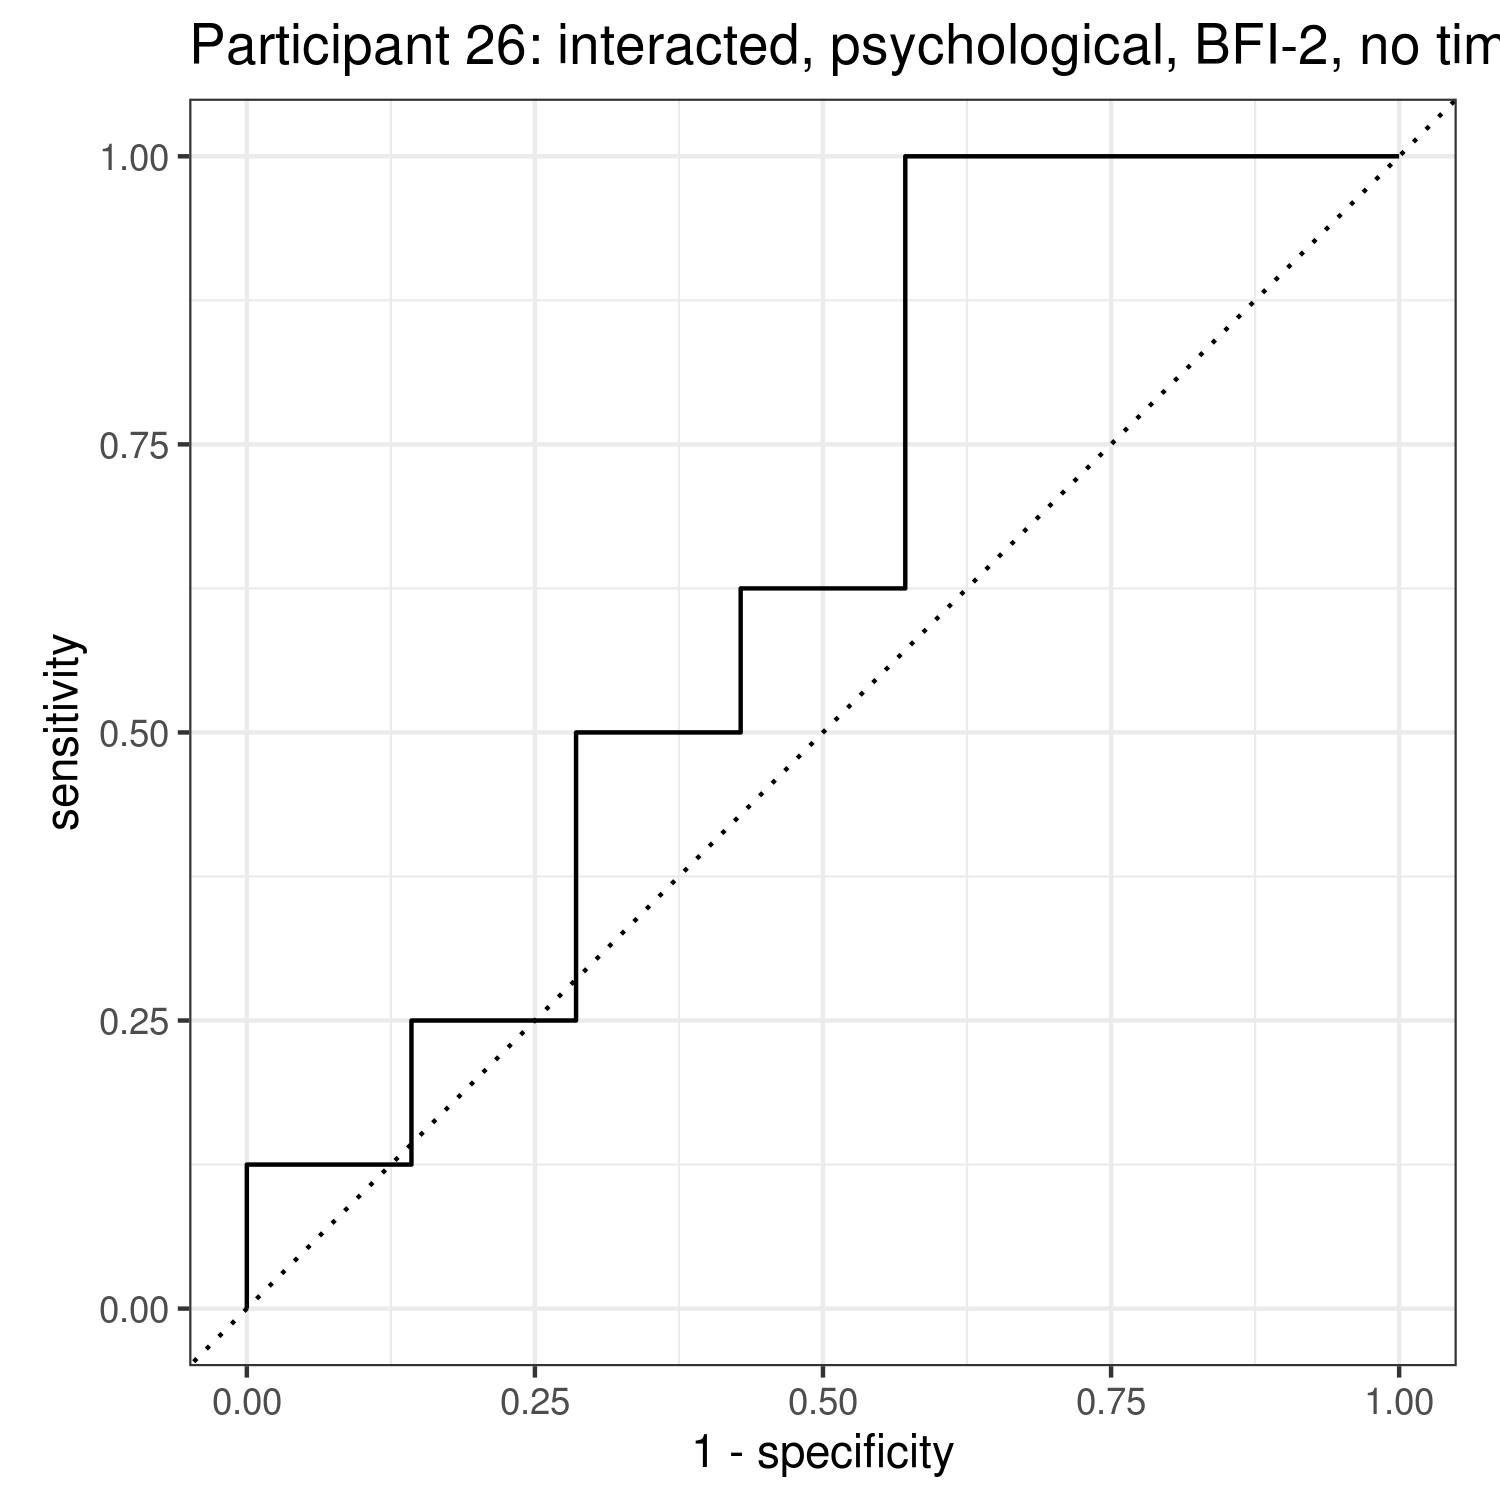 Participant 26: interacted, psychological, BFI-2, no
1.00
0.75
0.50
0.25
0.00
sensitivity
0.00 0.25 0.50 0.75 1.00
1 - specificity